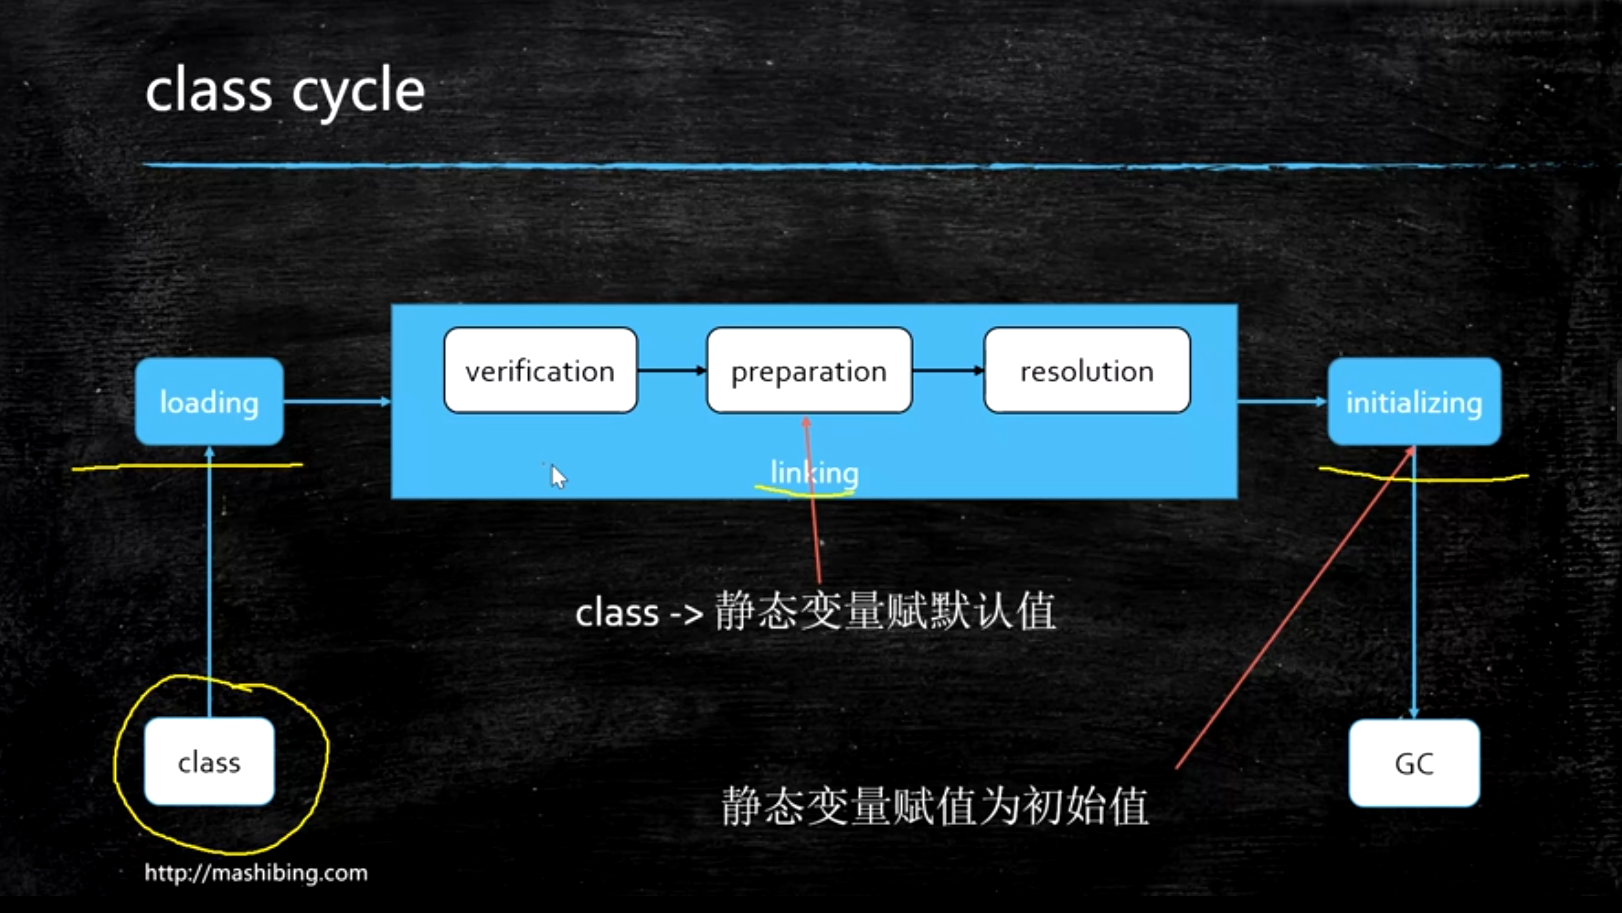 class cycle
verification
preparation
resolution
loading
initializing
linking
class -> 静态变量赋默认值
class
GC
静态变量赋值为初始值
http://mashibing.com